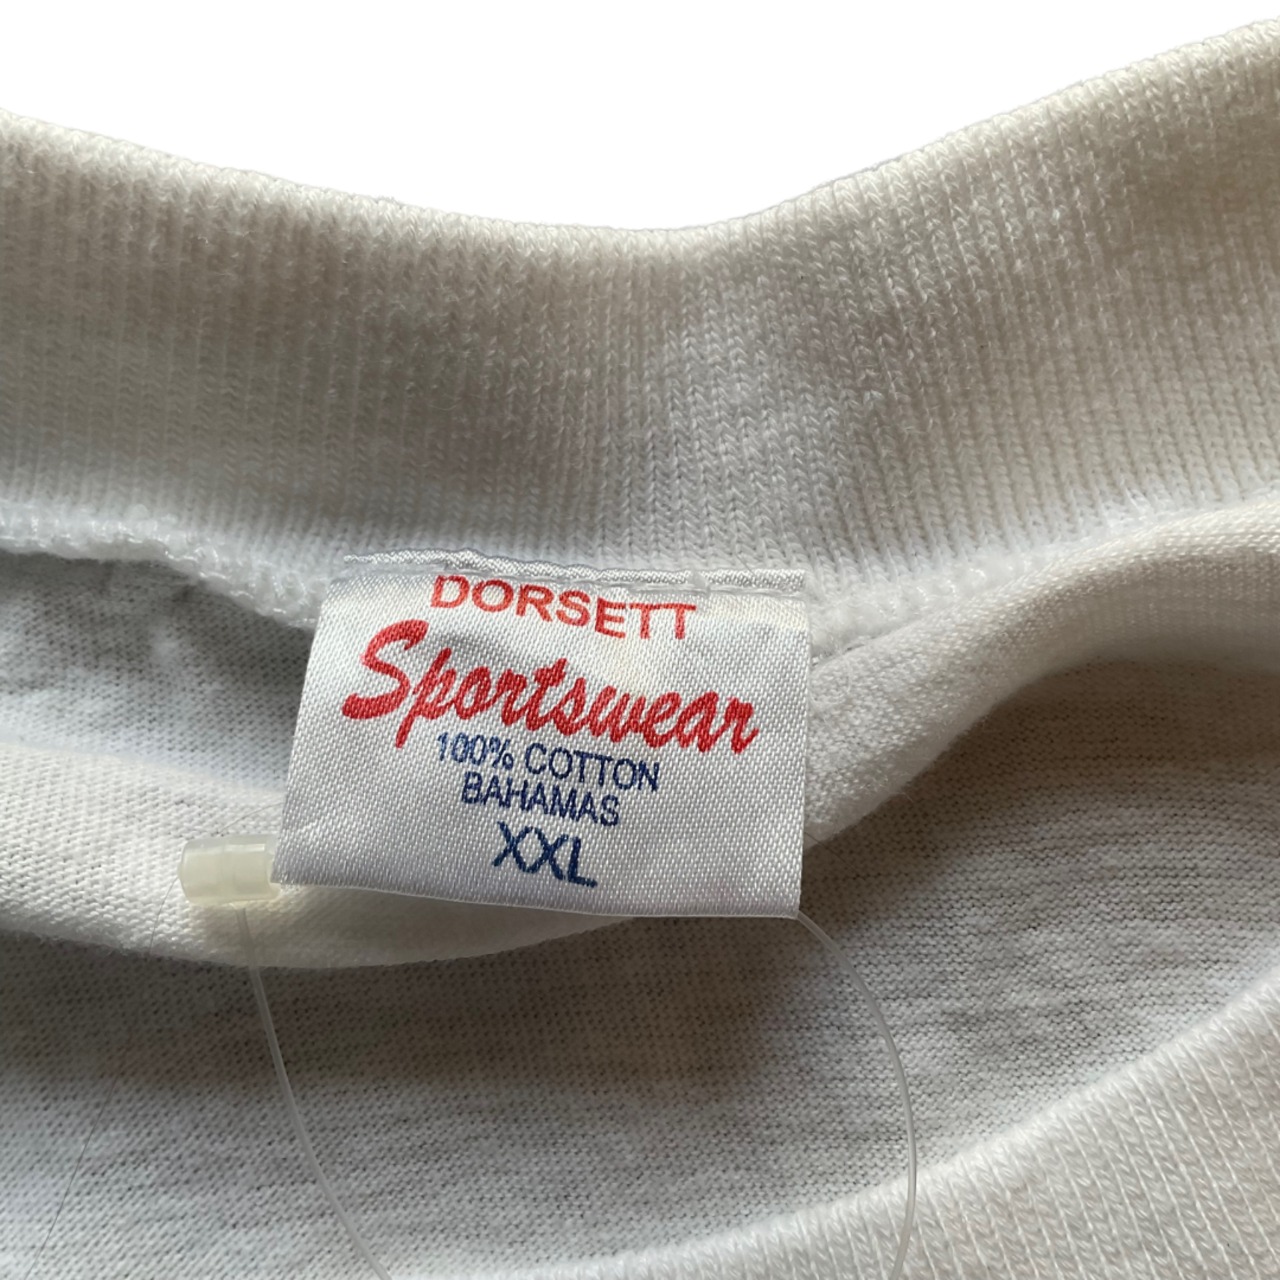 DORSETT
Sportswear
100% COTTON
BAHAMAS
XXL